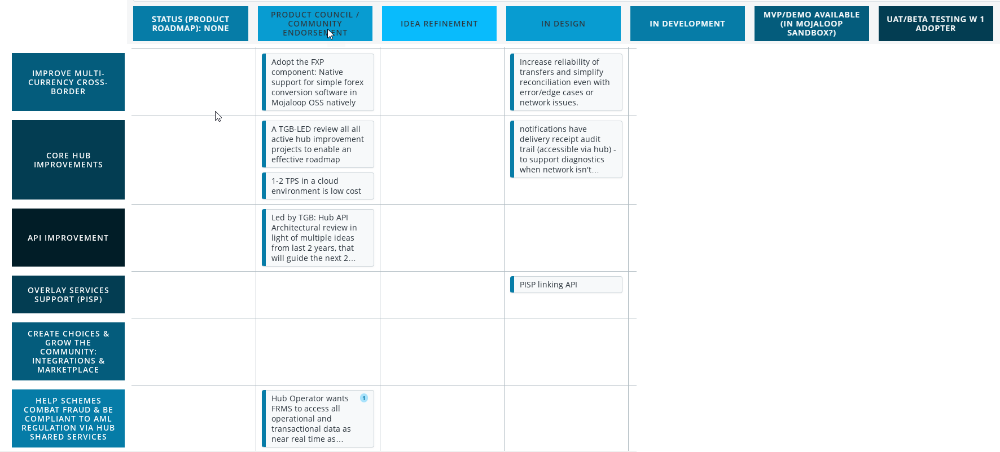 STATUS (PRODUCT
ROADMAP): NONE
PRODUCT COUNCIL /
COMMUNITY
ENDORSEMENT
IDEA REFINEMENT
IN DESIGN
IN DEVELOPMENT
MVP/DEMO AVAILABLE
(IN MOJALOOP
SANDBOX?)
UAT/BETA TESTING W 1
ADOPTER
IMPROVE MULTI-
CURRENCY CROSS-
BORDER
Adopt the FXP
component: Native
support for simple forex
conversion software in
Mojaloop OSS natively
Increase reliability of
transfers and simplify
reconciliation even with
error/edge cases or
network issues.
CORE HUB
IMPROVEMENTS
A TGB-LED review all all
active hub improvement
projects to enable an
effective roadmap
1-2 TPS in a cloud
environment is low cost
notifications have
delivery receipt audit
trail (accessible via hub) -
to support diagnostics
when network isn't...
API IMPROVEMENT
Led by TGB: Hub API
Architectural review in
light of multiple ideas
from last 2 years, that
will guide the next 2...
OVERLAY SERVICES
SUPPORT (PISP)
PISP linking API
CREATE CHOICES &
GROW THE
COMMUNITY:
INTEGRATIONS &
MARKETPLACE
HELP SCHEMES
COMBAT FRAUD & BE
COMPLIANT TO AML
REGULATION VIA HUB
SHARED SERVICES
Hub Operator wants 1
FRMS to access all
operational and
transactional data as
near real time as...